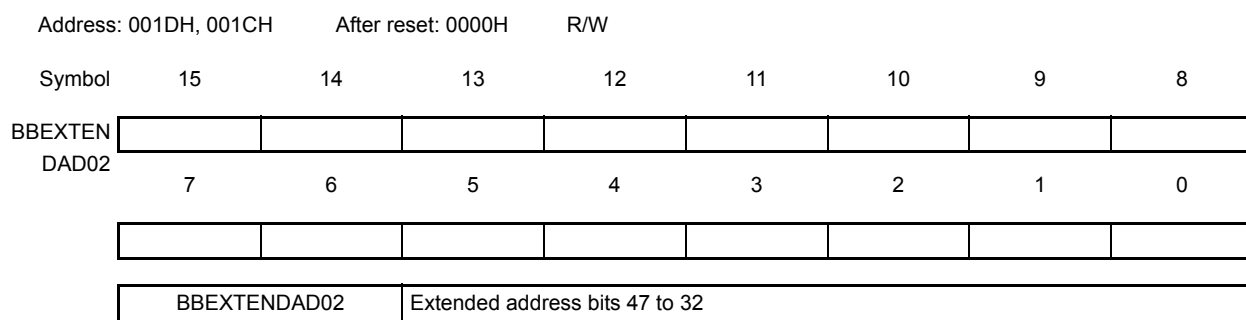 Address: 001DH, 001CH After reset: 0000H R/W
Symbol 15 14 13 12 11 10 9 8
BBEXTEN
DAD02
7 6 5 4 3 2 1 0
BBEXTENDAD02 Extended address bits 47 to 32